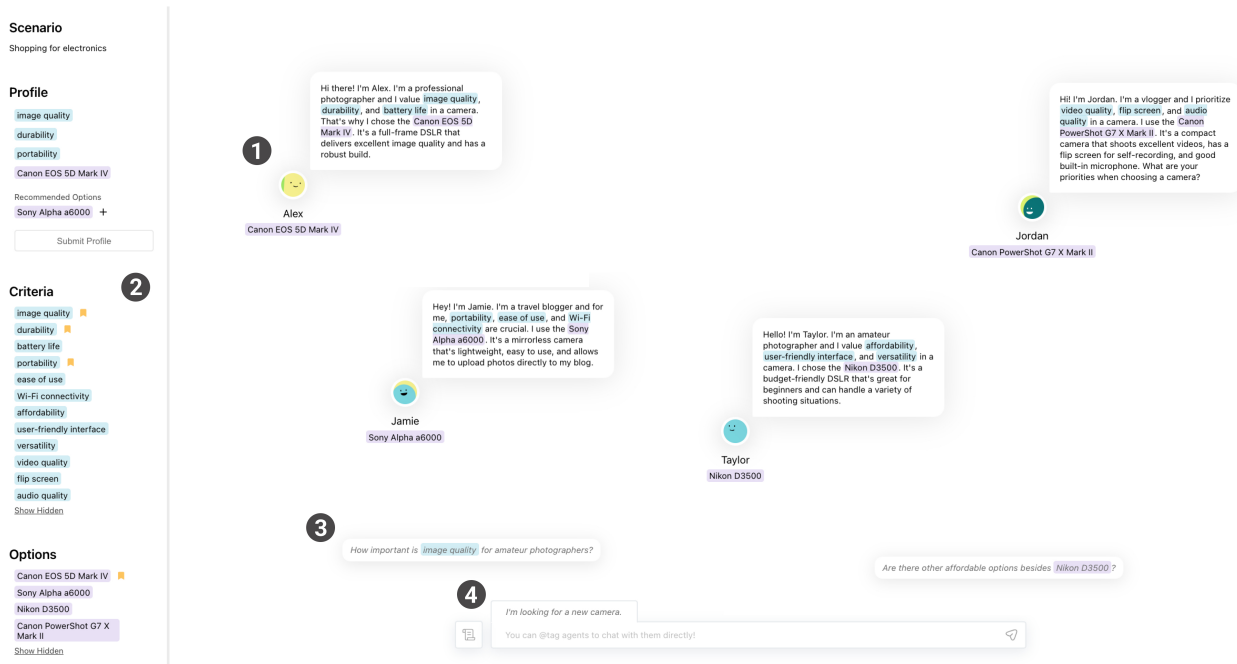 Scenario
Shopping for electronics
Profile
image quality
durability
portability
Canon EOS 5D Mark IV
Recommended Options
Sony Alpha a6000 +
Submit Profile
2
Criteria
image quality
durability
battery life
portability
ease of use
Wi-Fi connectivity
affordability
user-friendly interface
versatility
video quality
flip screen
audio quality
Show Hidden
Options
Canon EOS 5D Mark IV
Sony Alpha a6000
Nikon D3500
Canon PowerShot G7 X
Mark II
Show Hidden
1
Hi there! I'm Alex. I'm a professional
photographer and I value image quality,
durability, and battery life in a camera.
That's why I chose the Canon EOS 5D
Mark IV. It's a full-frame DSLR that
delivers excellent image quality and has a
robust build.
Alex
Canon EOS 5D Mark IV
Hi! I'm Jordan. I'm a vlogger and I prioritize
video quality, flip screen, and audio
quality in a camera. I use the Canon
PowerShot G7 X Mark II. It's a compact
camera that shoots excellent videos, has a
flip screen for self-recording, and good
built-in microphone. What are your
priorities when choosing a camera?
Jordan
Canon PowerShot G7 X Mark II
Hey! I'm Jamie. I'm a travel blogger and for
me, portability, ease of use, and Wi-Fi
connectivity are crucial. I use the Sony
Alpha a6000. It's a mirrorless camera
that's lightweight, easy to use, and allows
me to upload photos directly to my blog.
Jamie
Sony Alpha a6000
Hello! I'm Taylor. I'm an amateur
photographer and I value affordability,
user-friendly interface, and versatility in a
camera. I chose the Nikon D3500. It's a
budget-friendly DSLR that's great for
beginners and can handle a variety of
shooting situations.
Taylor
Nikon D3500
3
How important is image quality for amateur photographers?
Are there other affordable options besides Nikon D3500?
4
I'm looking for a new camera.
You can @tag agents to chat with them directly!